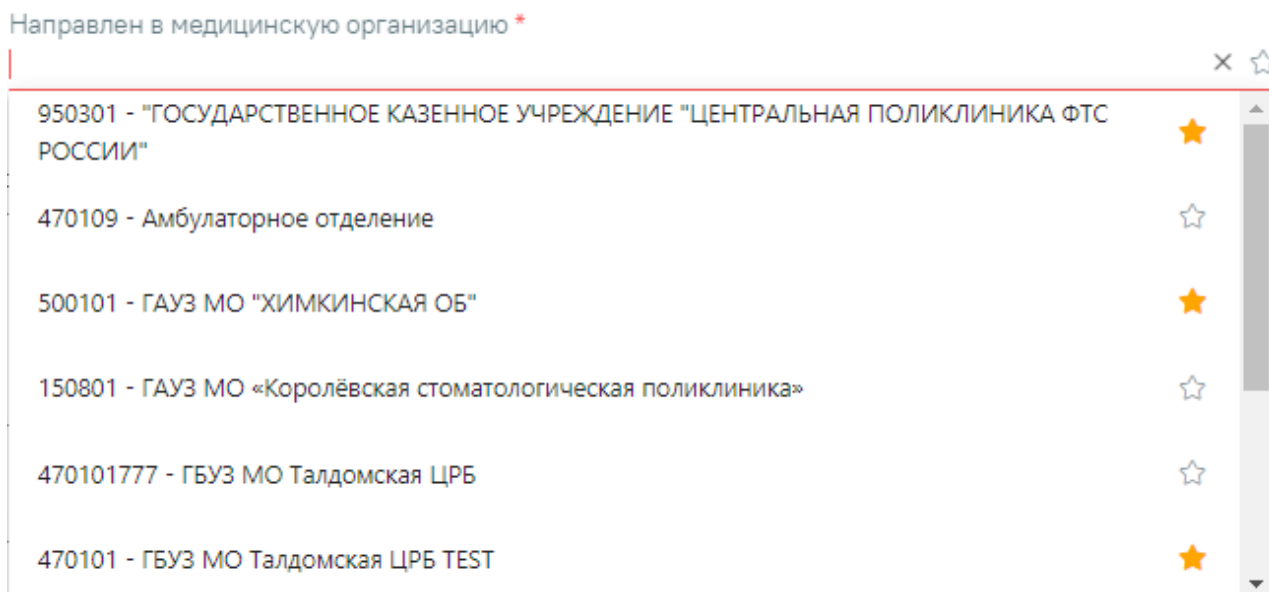 Направлен в медицинскую организацию *
950301 - "ГОСУДАРСТВЕННОЕ КАЗЕННОЕ УЧРЕЖДЕНИЕ "ЦЕНТРАЛЬНАЯ ПОЛИКЛИНИКА ФТС
РОССИИ"
470109 - Амбулаторное отделение
500101 - ГАУЗ МО "ХИМКИНСКАЯ ОБ"
150801 - ГАУЗ МО «Королёвская стоматологическая поликлиника»
470101777 - ГБУЗ МО Талдомская ЦРБ
470101 - ГБУЗ МО Талдомская ЦРБ TEST